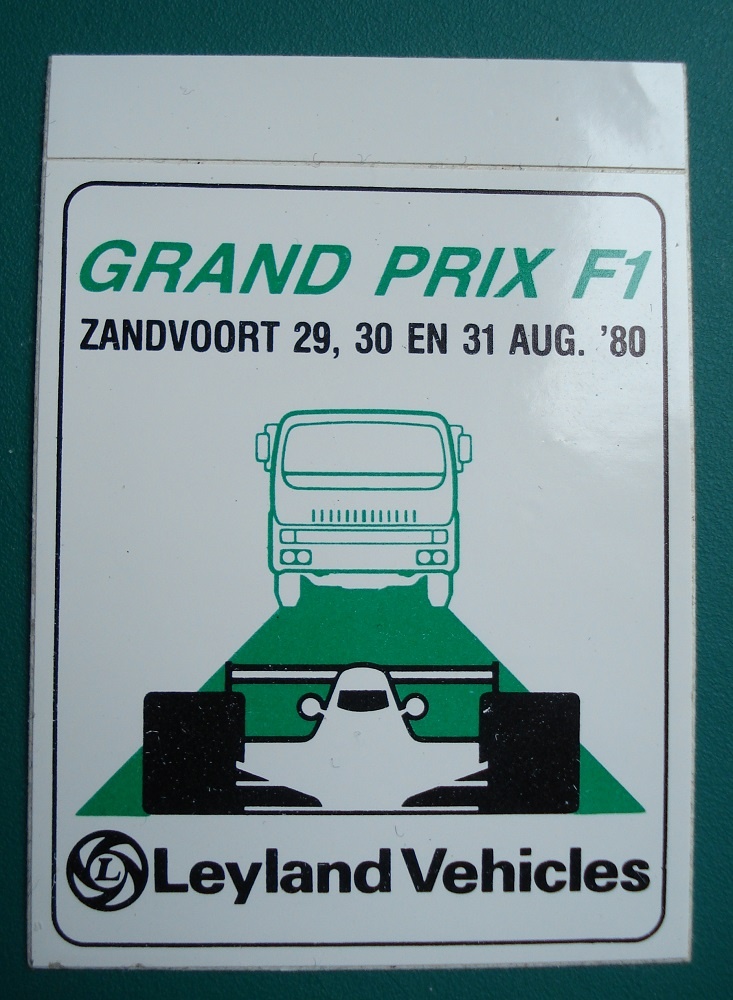 GRAND PRIX F1
ZANDVOORT 29, 30 EN 31 AUG. '80
L Leyland Vehicles